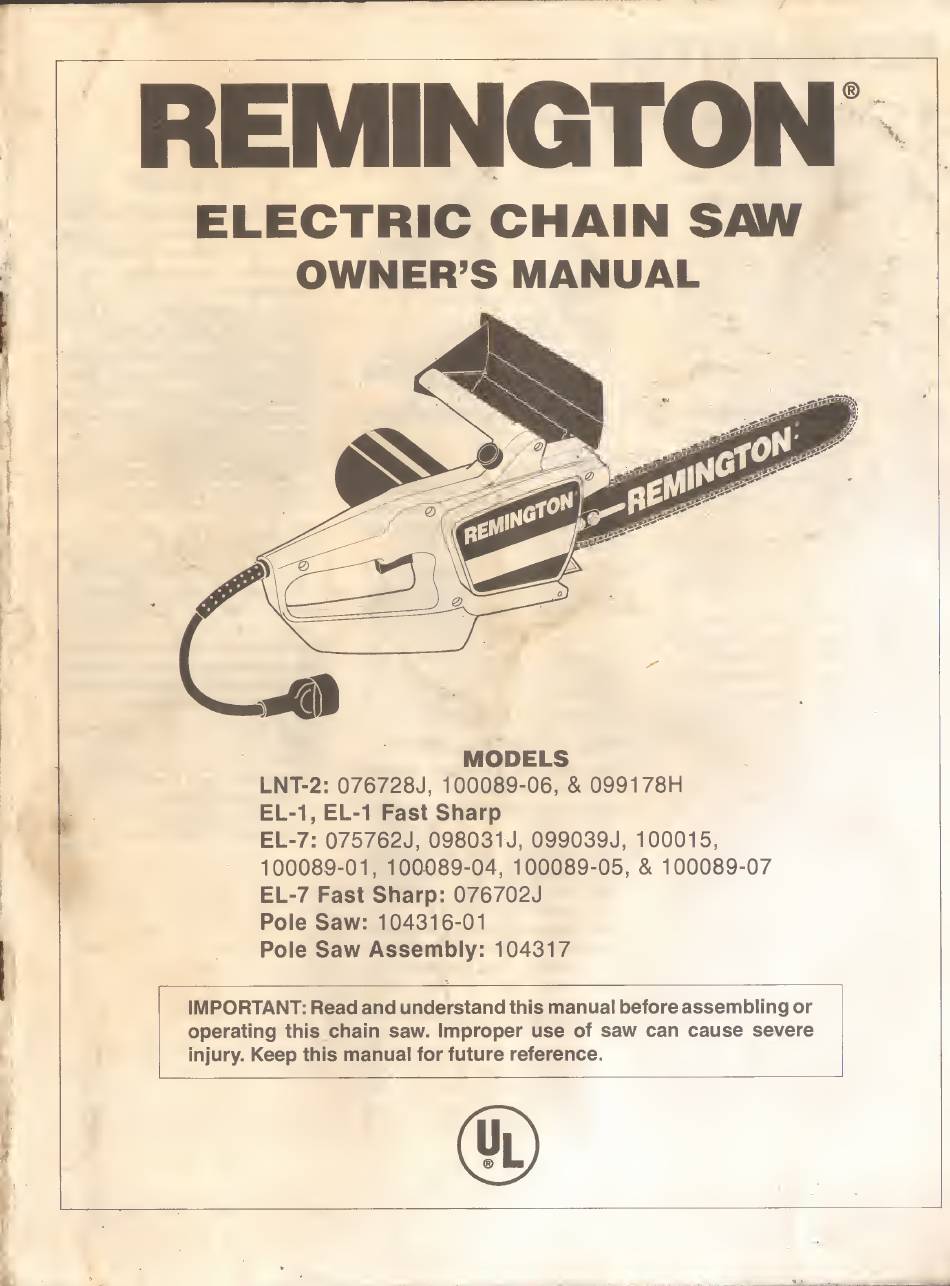 REMINGTON®
ELECTRIC CHAIN SAW
OWNER'S MANUAL
REMINGTON
REMINGTON
MODELS
LNT-2: 076728J, 100089-06, & 099178H
EL-1, EL-1 Fast Sharp
EL-7: 075762J, 098031J, 099039J, 100015,
100089-01, 100089-04, 100089-05, & 100089-07
EL-7 Fast Sharp: 076702J
Pole Saw: 104316-01
Pole Saw Assembly: 104317
IMPORTANT: Read and understand this manual before assembling or
operating this chain saw. Improper use of saw can cause severe
injury. Keep this manual for future reference.
UL®